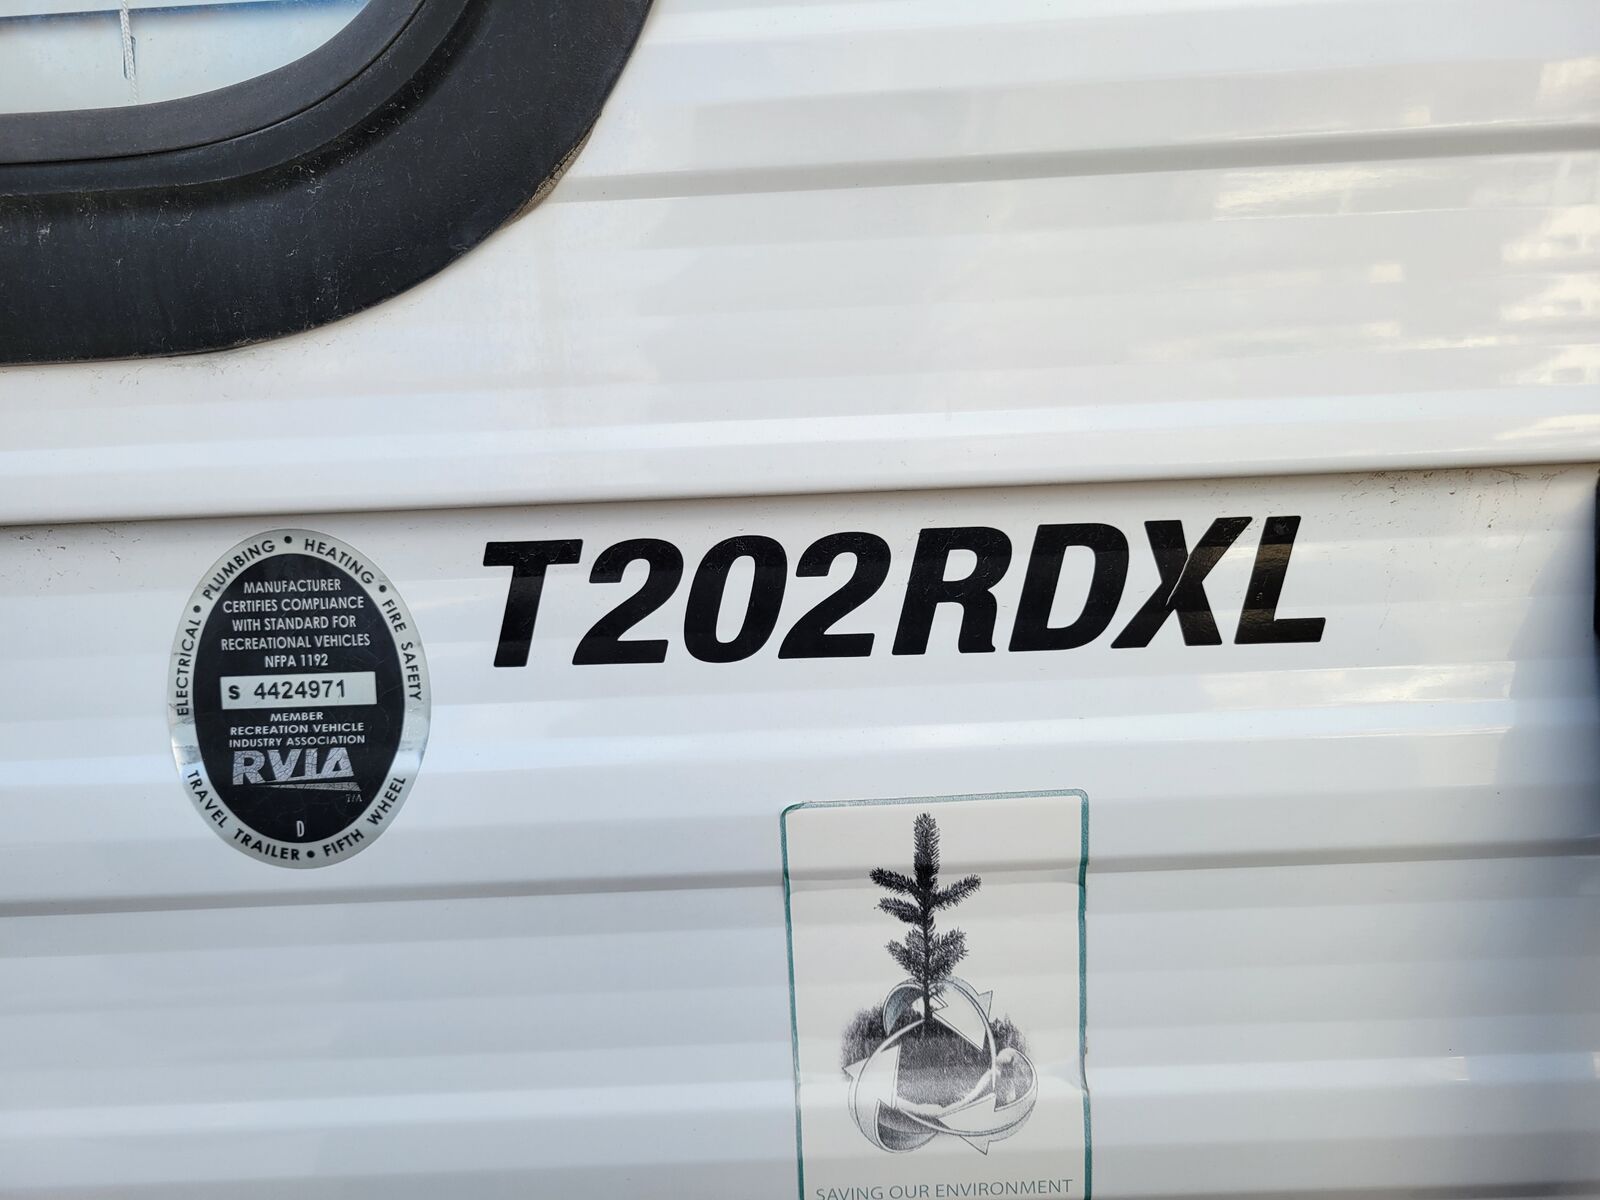 T202RDXL
ELECTRICAL • PLUMBING • HEATING • FIRE SAFETY
MANUFACTURER
CERTIFIES COMPLIANCE
WITH STANDARD FOR
RECREATIONAL VEHICLES
NFPA 1192
S 4424971
MEMBER
RECREATION VEHICLE
INDUSTRY ASSOCIATION
RVIA
D
TRAVEL TRAILER • FIFTH WHEEL
SAVING OUR ENVIRONMENT